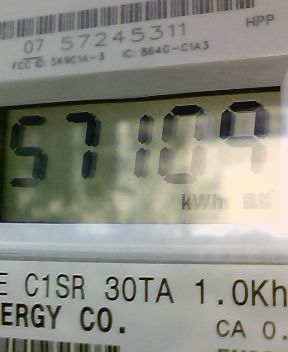 07 57245311
HPP
FCC ID: SK9C1A-3 IC: 864G-C1A3
57109
kWh
E C1SR 30TA 1.0Kh
ERGY CO.
CA 0.